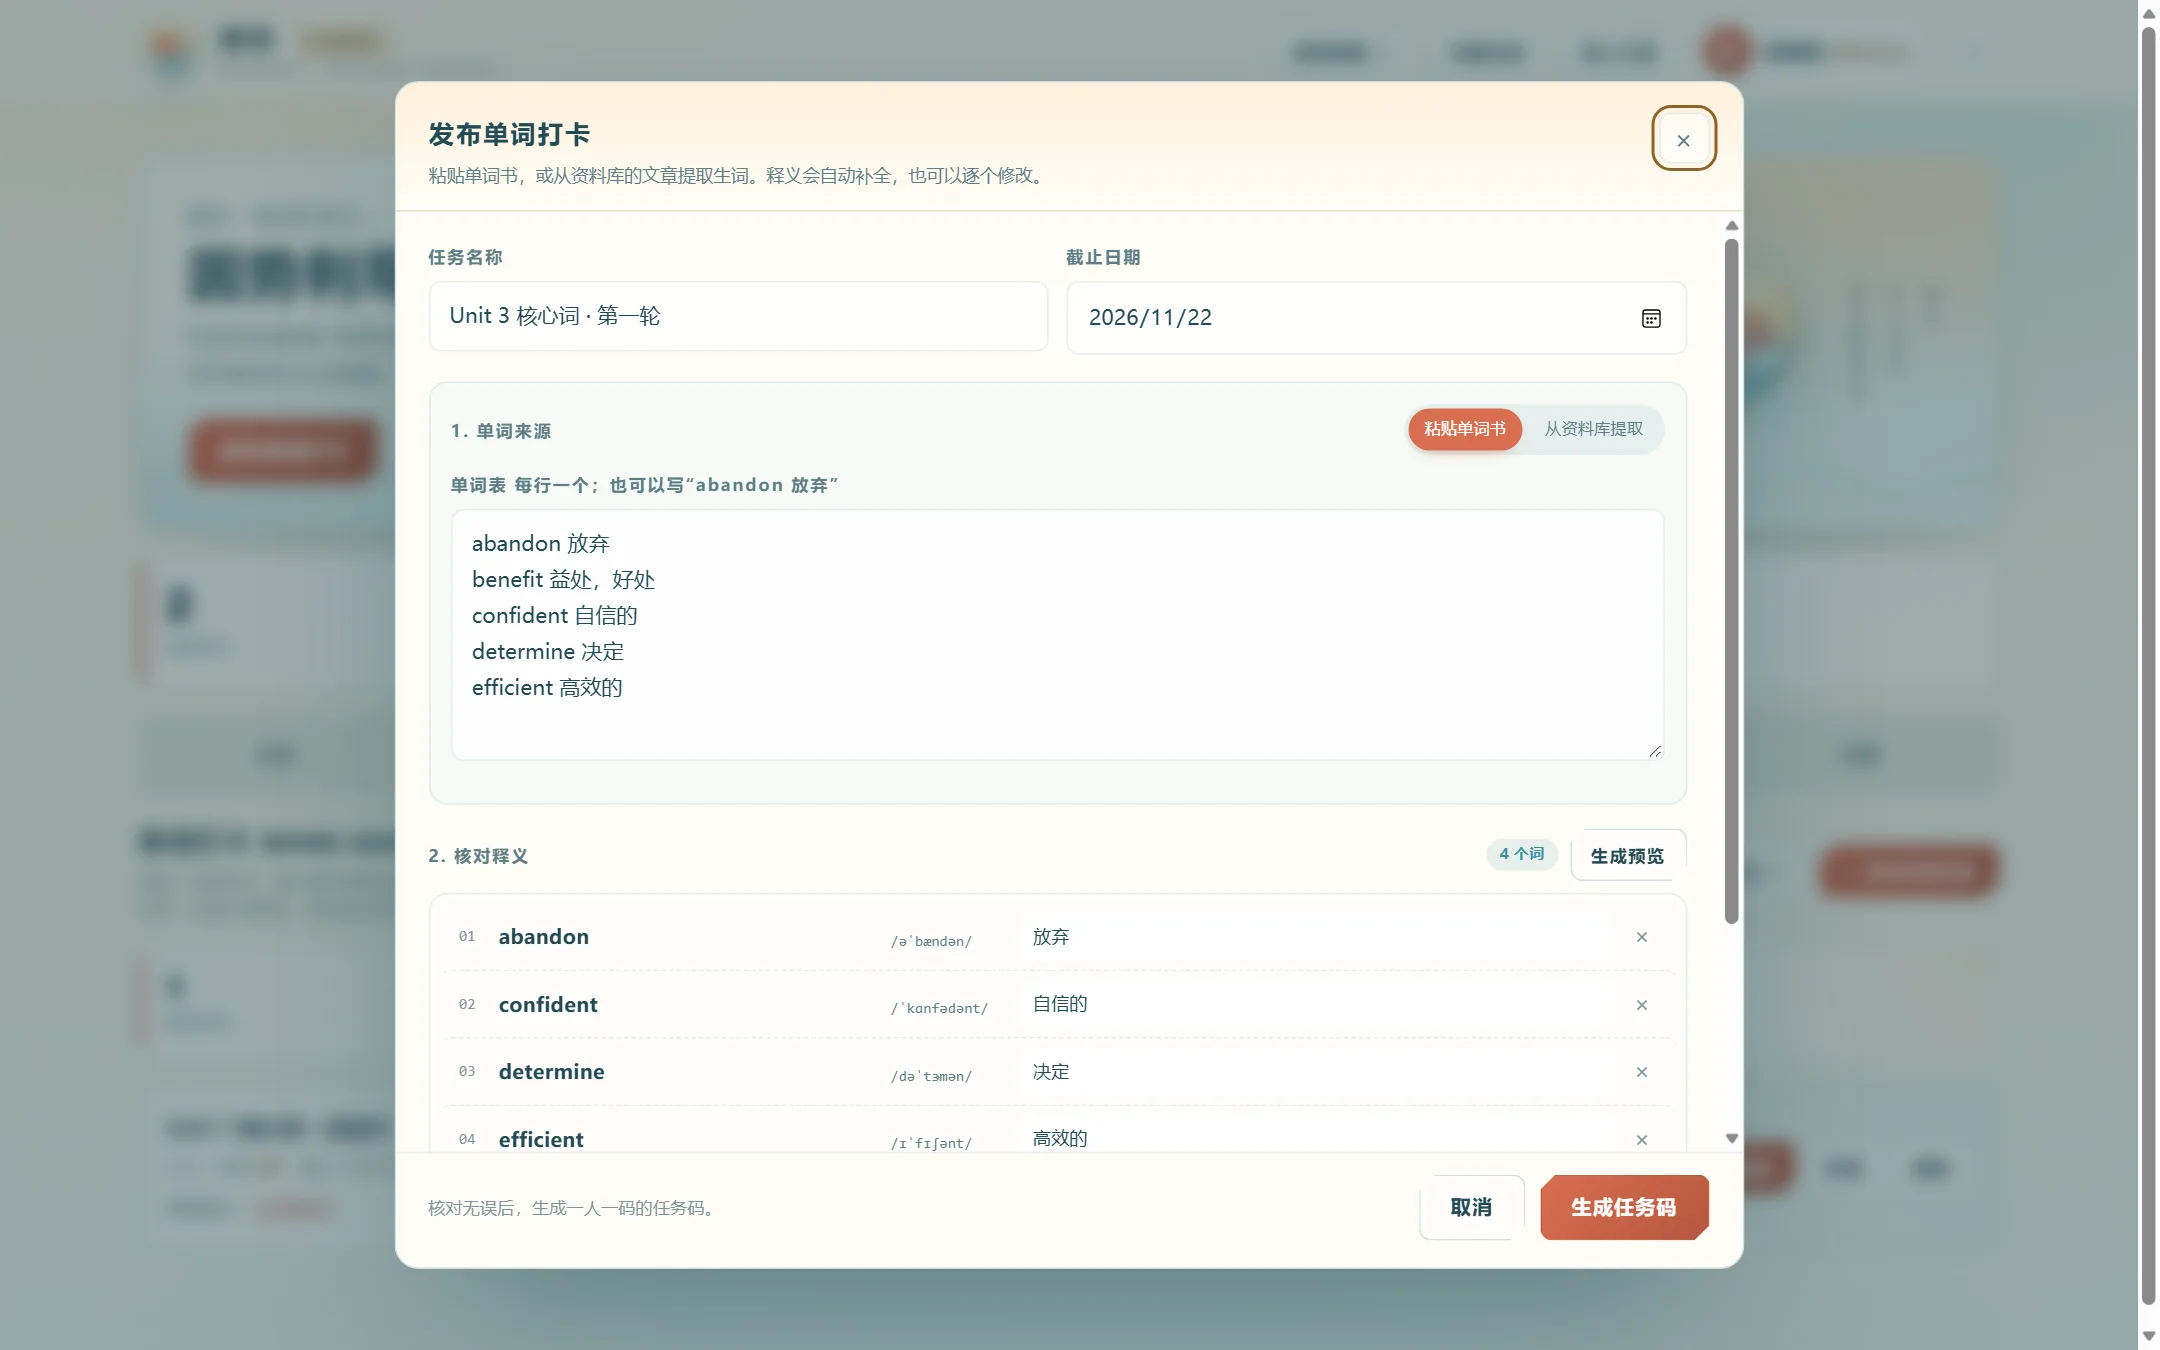 发布单词打卡
粘贴单词书，或从资料库的文章提取生词。释义会自动补全，也可以逐个修改。
×
任务名称
截止日期
Unit 3 核心词 · 第一轮
2026/11/22
1. 单词来源
粘贴单词书
从资料库提取
单词表 每行一个；也可以写“abandon 放弃”
abandon 放弃
benefit 益处，好处
confident 自信的
determine 决定
efficient 高效的
2. 核对释义
4 个词
生成预览
01 abandon /əˈbændən/ 放弃 ×
02 confident /ˈkɑnfədənt/ 自信的 ×
03 determine /dəˈtɝmən/ 决定 ×
04 efficient /ɪˈfɪʃənt/ 高效的 ×
核对无误后，生成一人一码的任务码。
取消
生成任务码